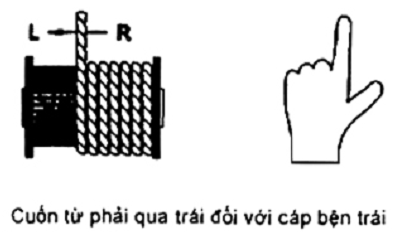 L R
Cuốn từ phải qua trái đối với cáp bện trái